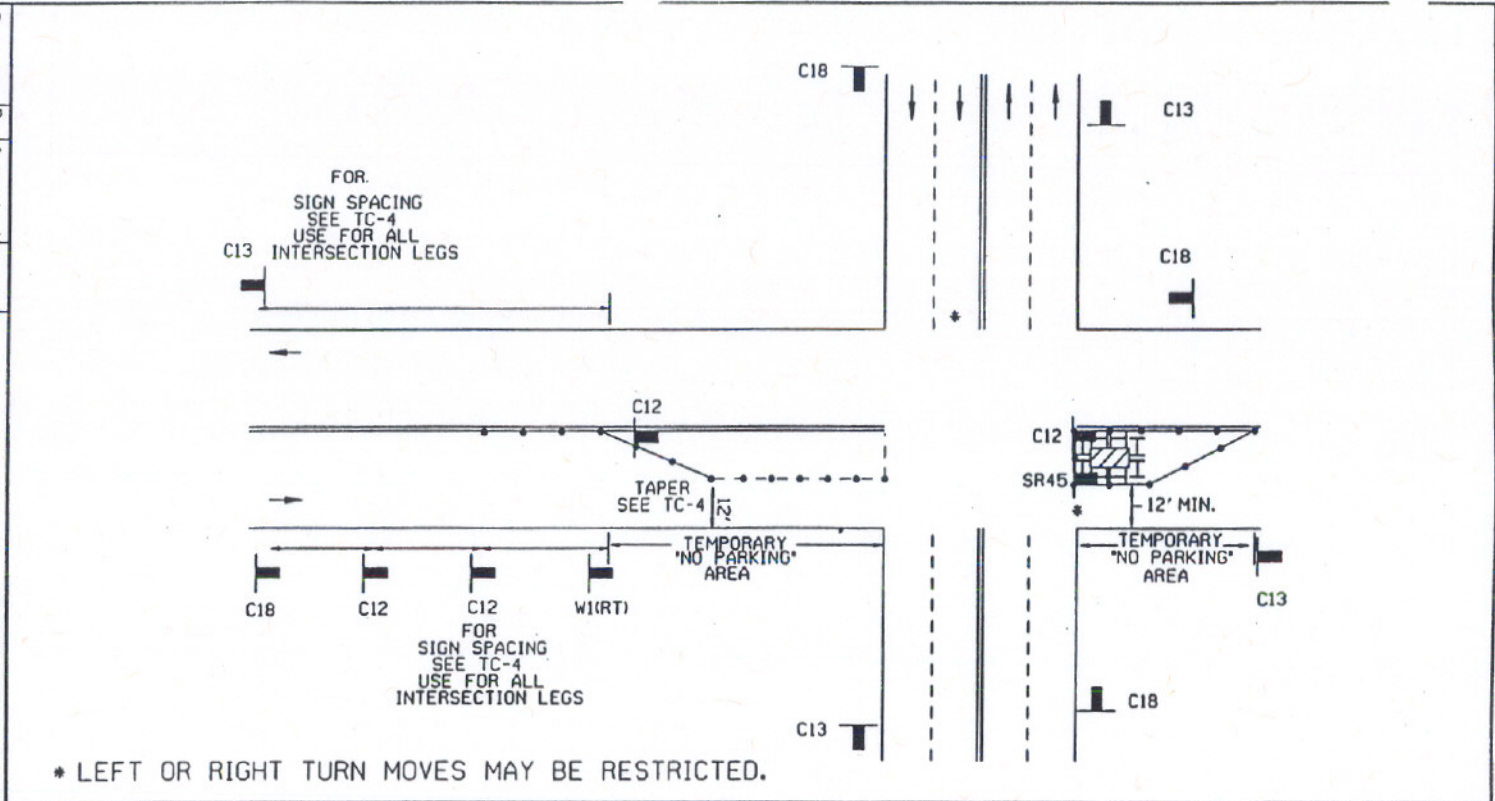 C18
C13
FOR.
SIGN SPACING
SEE TC-4
USE FOR ALL
INTERSECTION LEGS
C13
C18
*
C12
C12
SR45
*
TAPER
SEE TC-4
12'
12' MIN.
TEMPORARY
"NO PARKING"
AREA
TEMPORARY
"NO PARKING"
AREA
C18
C12
C12
W1(RT)
C13
FOR
SIGN SPACING
SEE TC-4
USE FOR ALL
INTERSECTION LEGS
C13
C18
* LEFT OR RIGHT TURN MOVES MAY BE RESTRICTED.